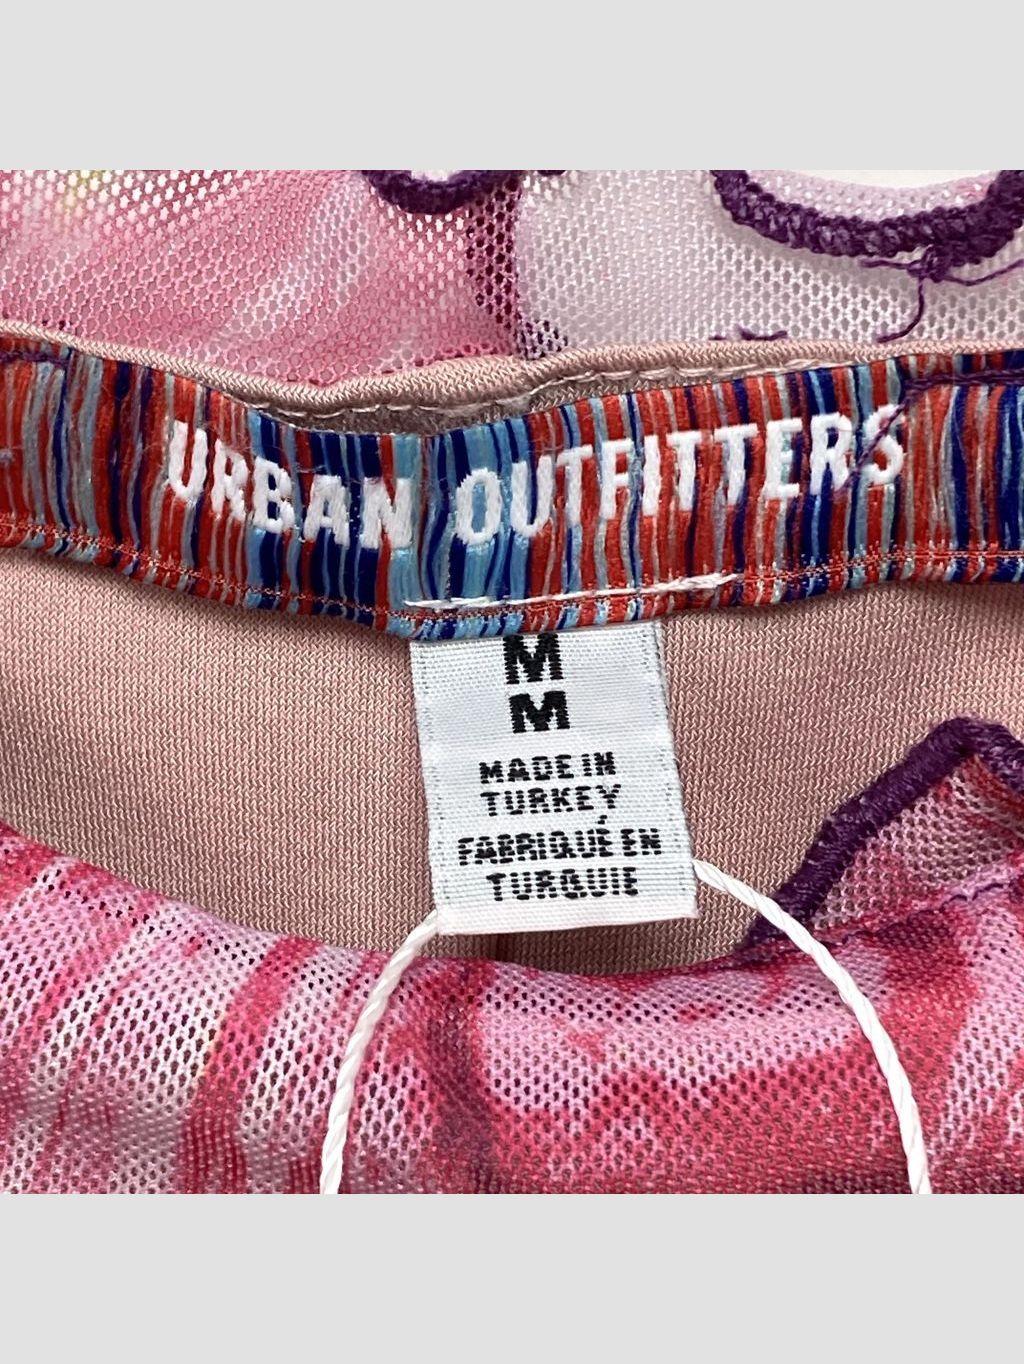 URBAN OUTFITTERS
M
M
MADE IN
TURKEY
FABRIQUÉ EN
TURQUIE